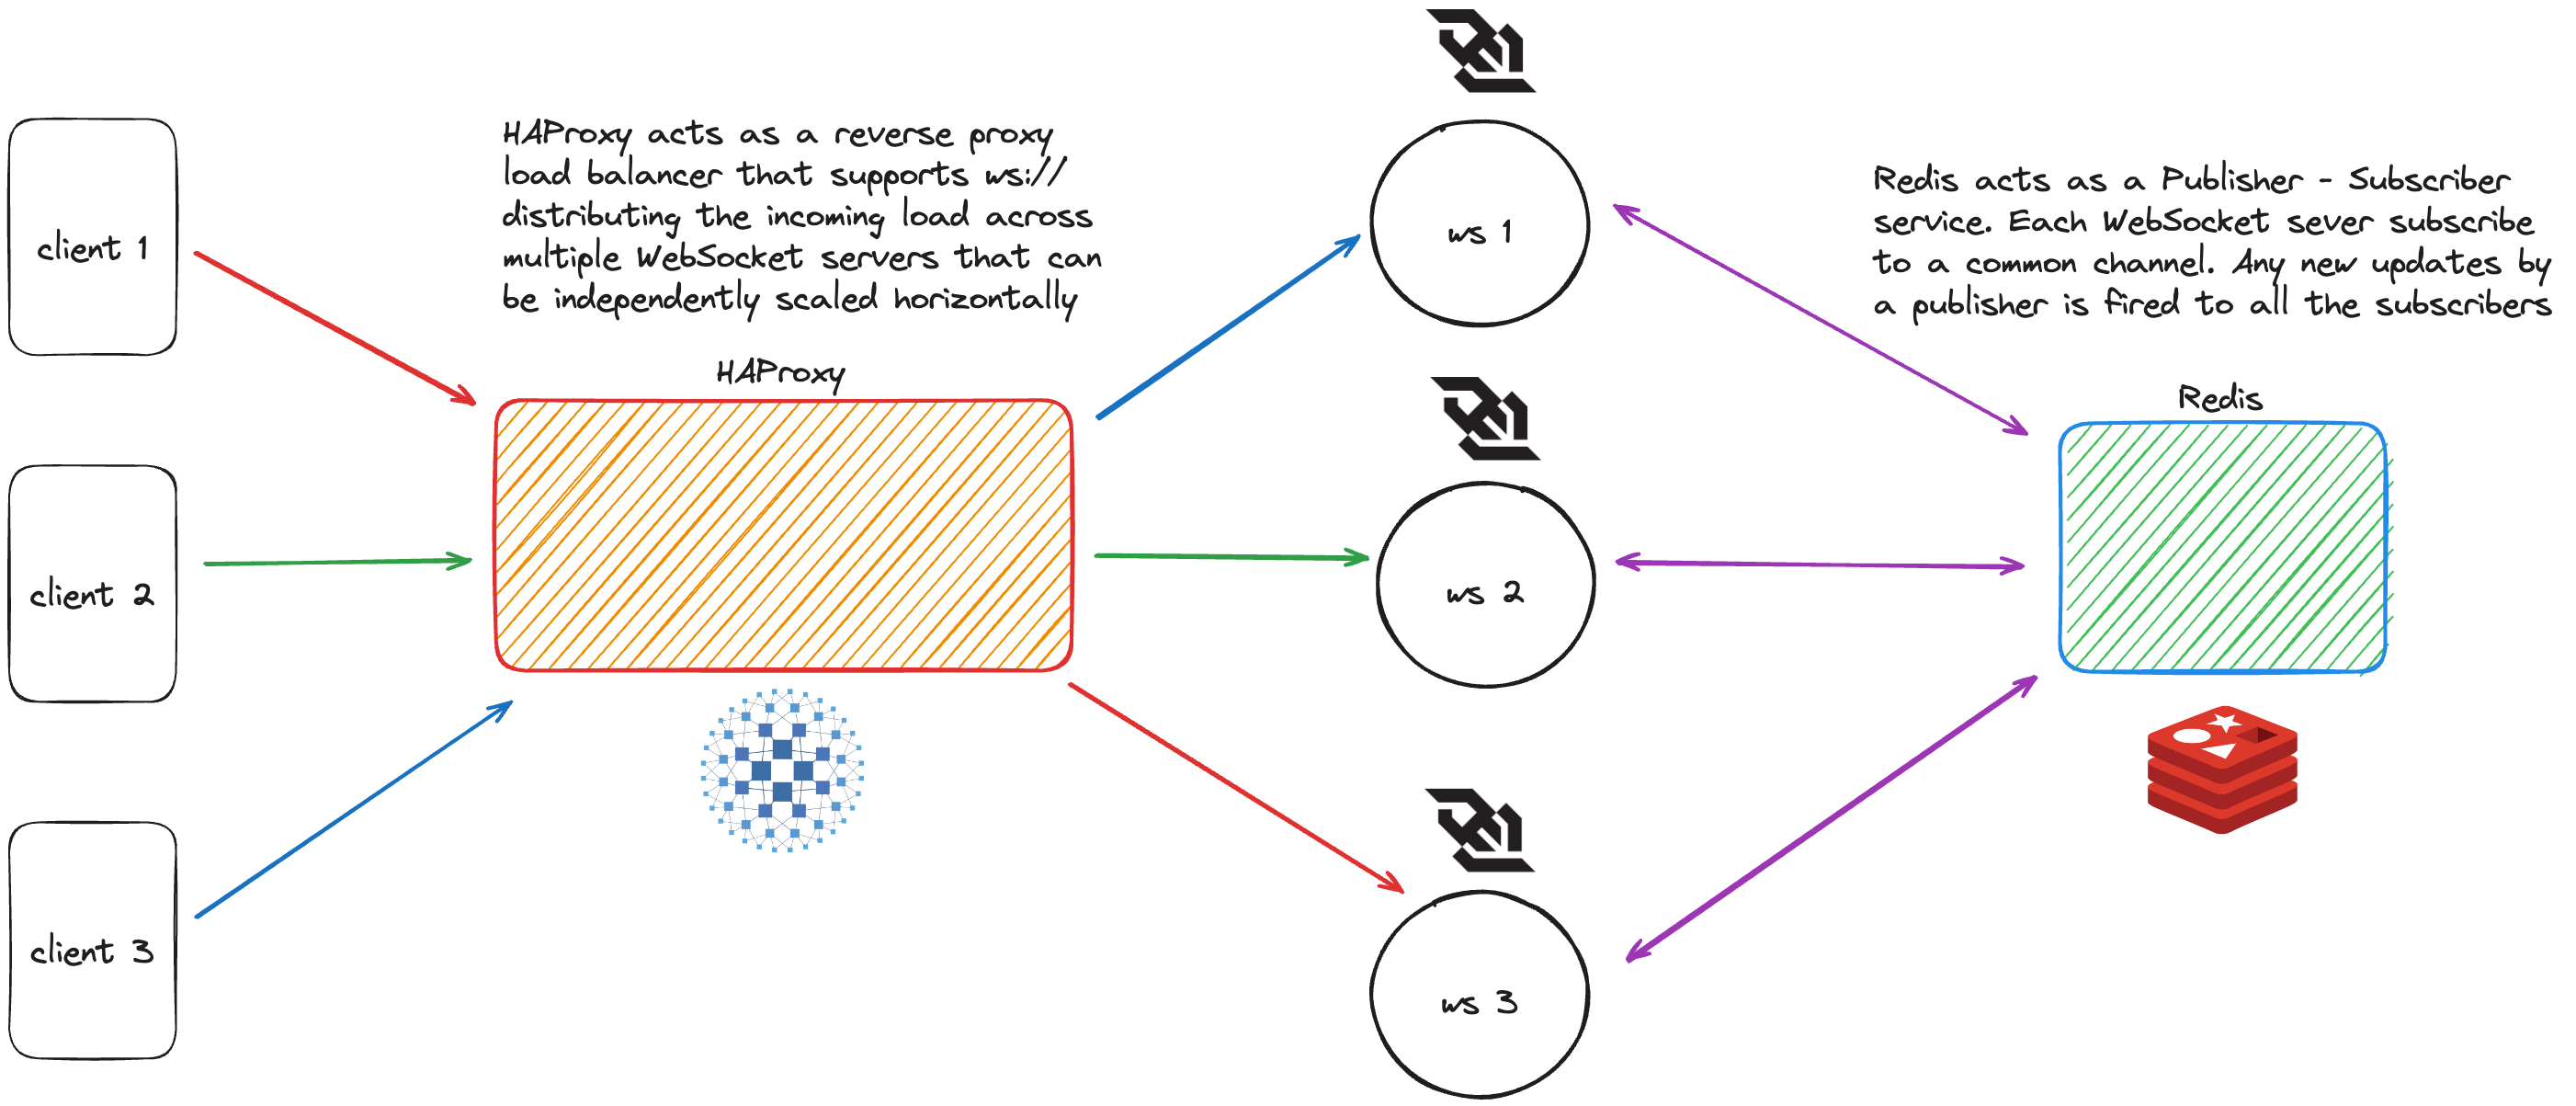 client 1
client 2
client 3
HAProxy acts as a reverse proxy
load balancer that supports ws://
distributing the incoming load across
multiple WebSocket servers that can
be independently scaled horizontally
HAProxy
ws 1
ws 2
ws 3
Redis acts as a Publisher - Subscriber
service. Each WebSocket sever subscribe
to a common channel. Any new updates by
a publisher is fired to all the subscribers
Redis